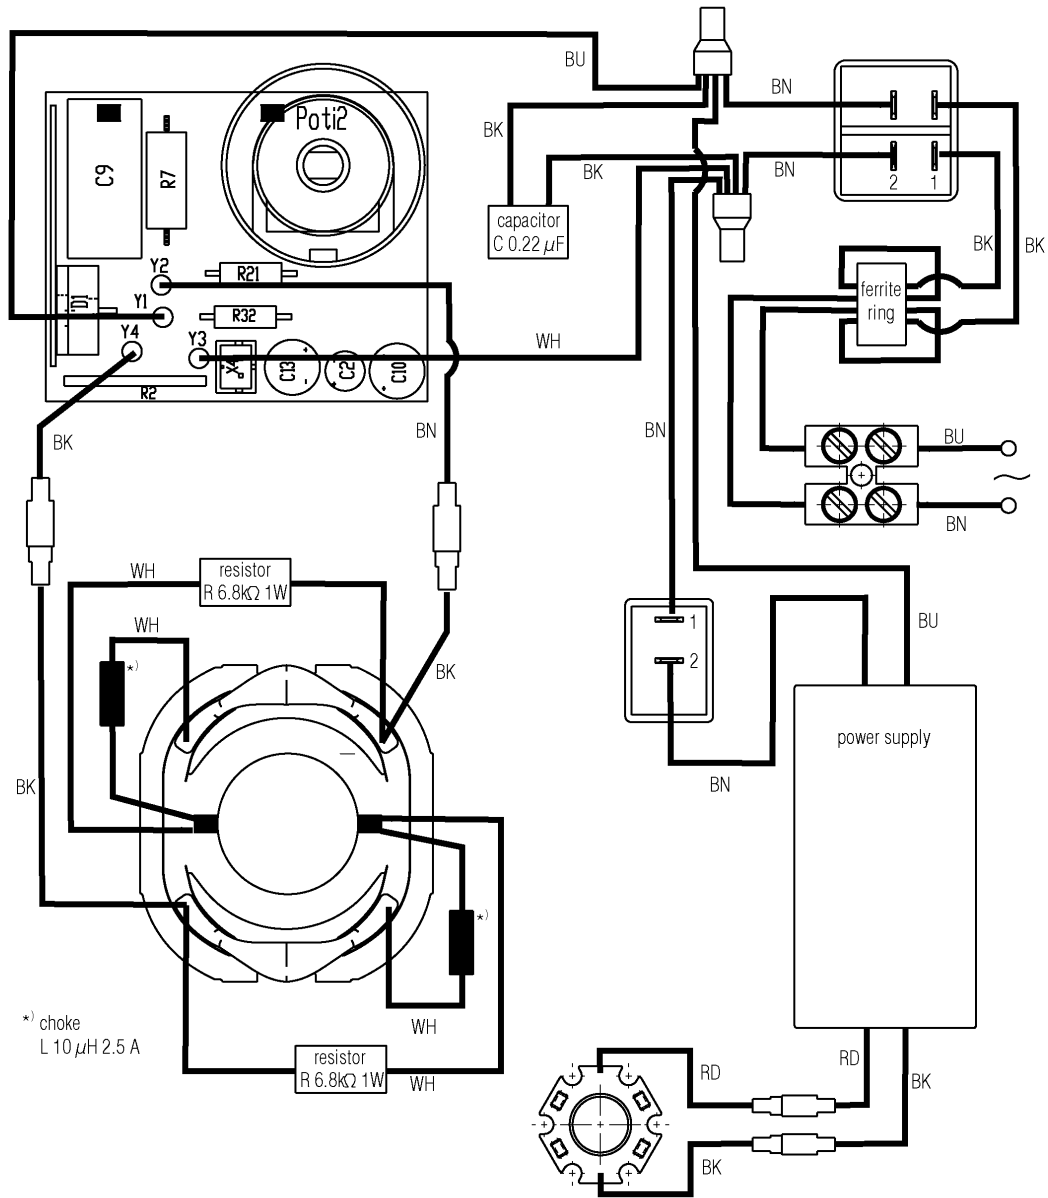 BU
BN
Poti2
BK
C9
R7
BK
BN
2 1
capacitor
C 0.22 µF
BK
BK
Y2
R21
D1
Y1
R32
ferrite
ring
Y4
Y3
WH
X4
C13
C2
C10
R2
BK
BN
BN
BU
BN
WH
resistor
R 6.8kΩ 1W
WH
1
BU
*)
BK
2
power supply
BK
BN
*)
*) choke
L 10 µH 2.5 A
WH
resistor
R 6.8kΩ 1W
WH
RD
RD
BK
BK